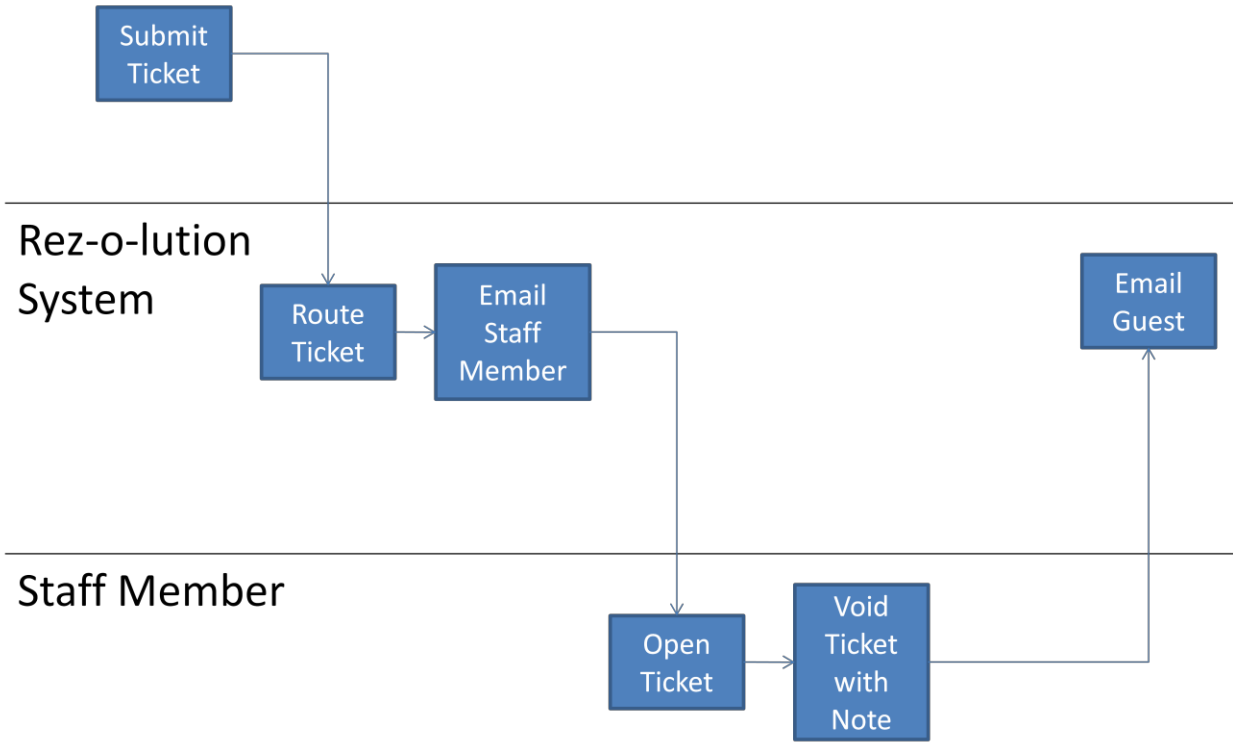 Submit
Ticket
Rez-o-lution
System
Route
Ticket
Email
Staff
Member
Email
Guest
Staff Member
Open
Ticket
Void
Ticket
with
Note